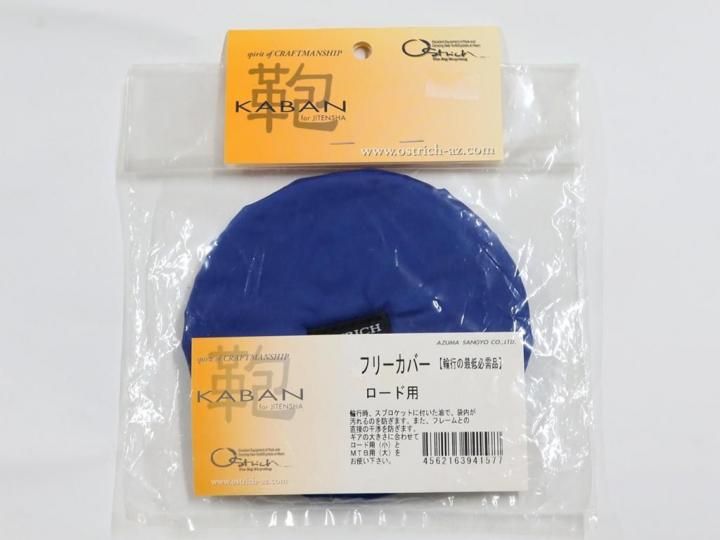 spirit of CRAFTMANSHIP
鞄
KABAN
for JITENSHA
Ostrich
www.ostrich-az.com
RICH
AZUMA SANGYO CO.,LTD.
spirit of CRAFTMANSHIP
鞄
KABAN
for JITENSHA
Ostrich
www.ostrich-az.com
フリーカバー【輪行の最低必需品】
ロード用
輪行時、スプロケットに付いた油で、袋内が
汚れるのを防ぎます。また、フレームとの
直接の干渉を防ぎます。
ギアの大きさに合わせて
ロード用(小)と
MTB用(大)を
お使い下さい。
4562163941577